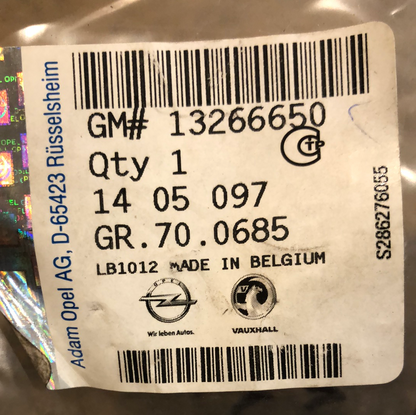 Adam Opel AG, D-65423 Rüsselsheim
GM# 13266650
Qty 1
14 05 097
GR.70.0685
LB1012 MADE IN BELGIUM
S286276055
OPEL
Wir leben Autos.
VAUXHALL